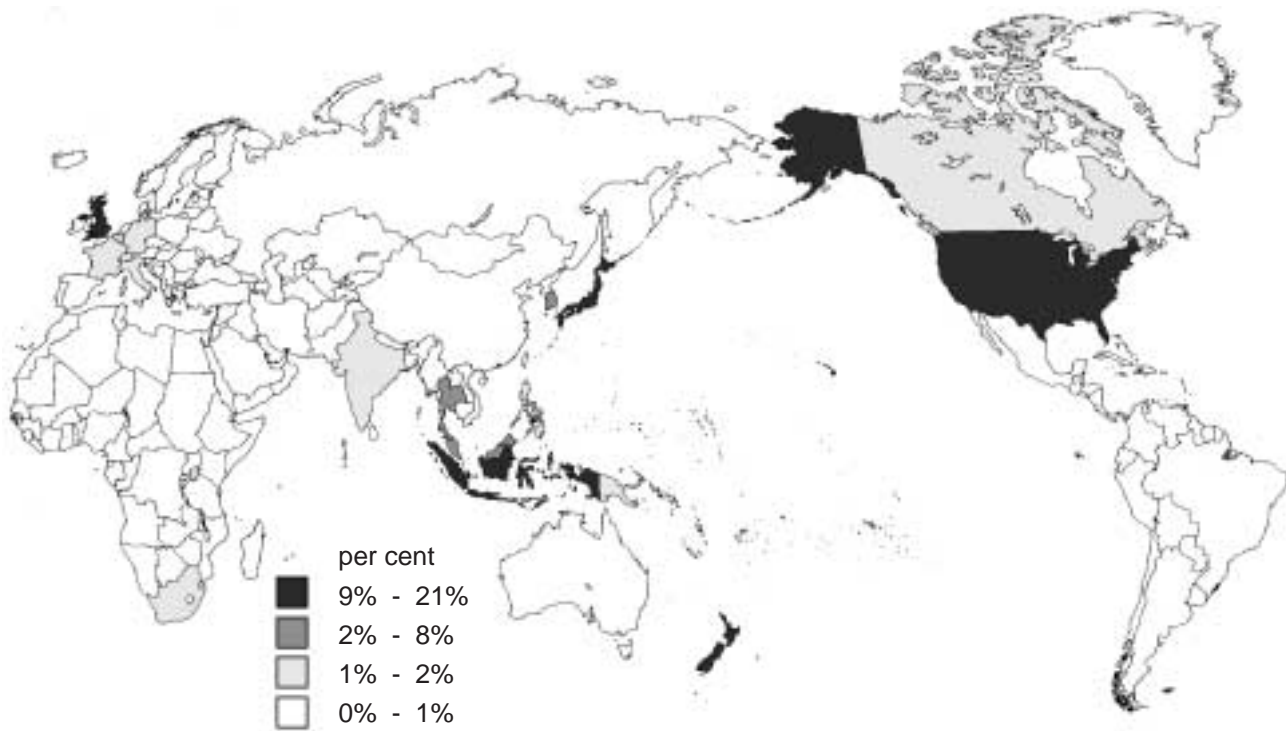 per cent
9% - 21%
2% - 8%
1% - 2%
0% - 1%